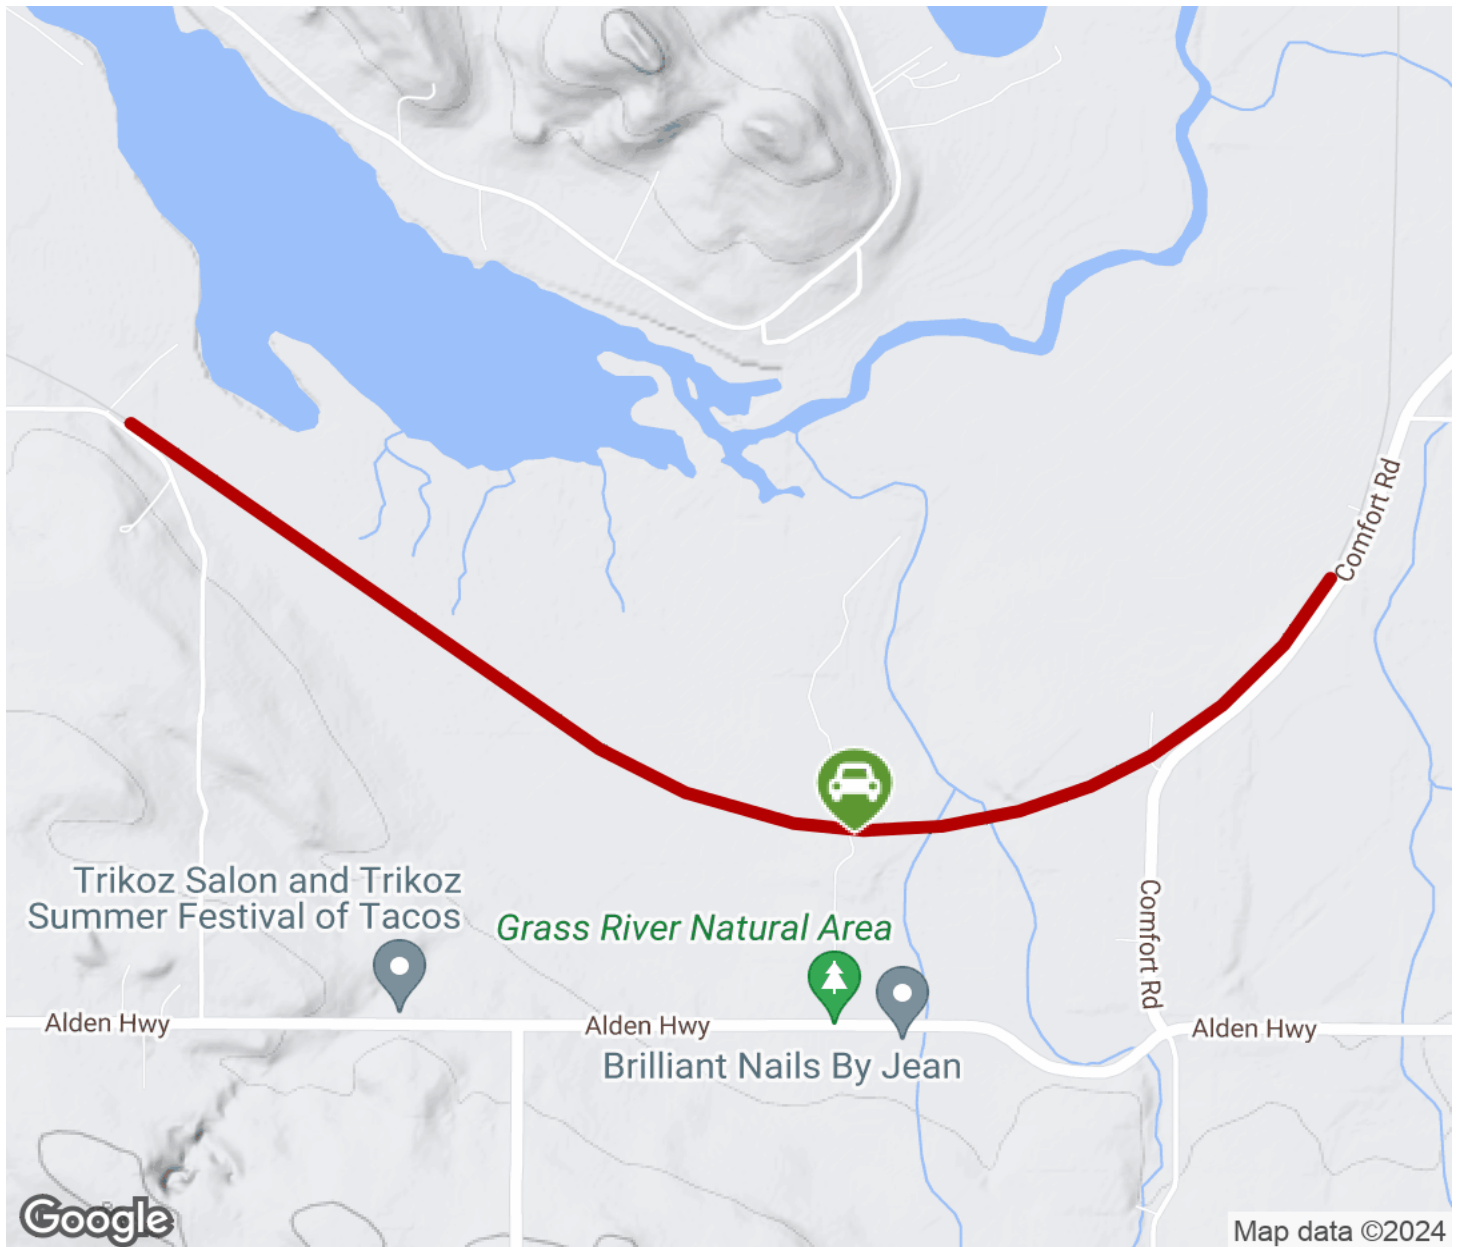 Comfort Rd
Trikoz Salon and Trikoz
Summer Festival of Tacos
Grass River Natural Area
Comfort Rd
Alden Hwy
Alden Hwy
Alden Hwy
Brilliant Nails By Jean
Google
Map data ©2024